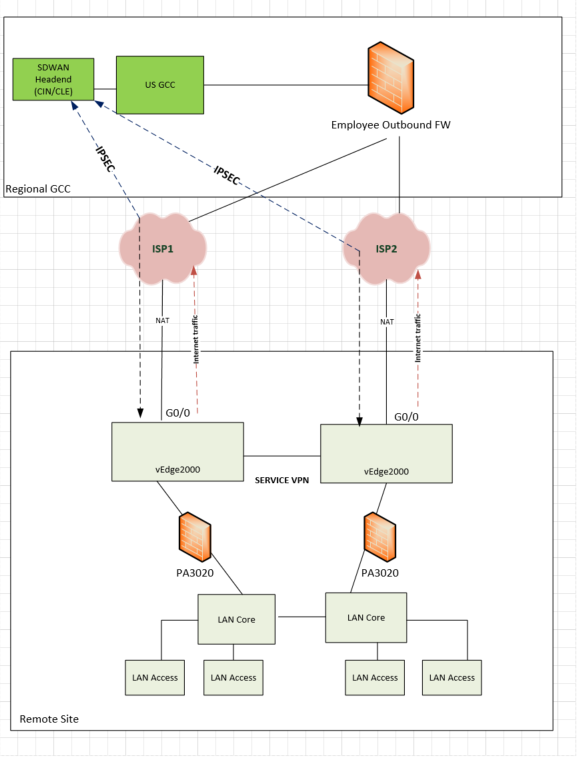 SDWAN
Headend
(CIN/CLE)
US GCC
Employee Outbound FW
IPSEC
IPSEC
Regional GCC
ISP1
ISP2
NAT
Internet traffic
NAT
Internet traffic
G0/0
G0/0
vEdge2000
vEdge2000
SERVICE VPN
PA3020
PA3020
LAN Core
LAN Core
LAN Access
LAN Access
LAN Access
LAN Access
Remote Site